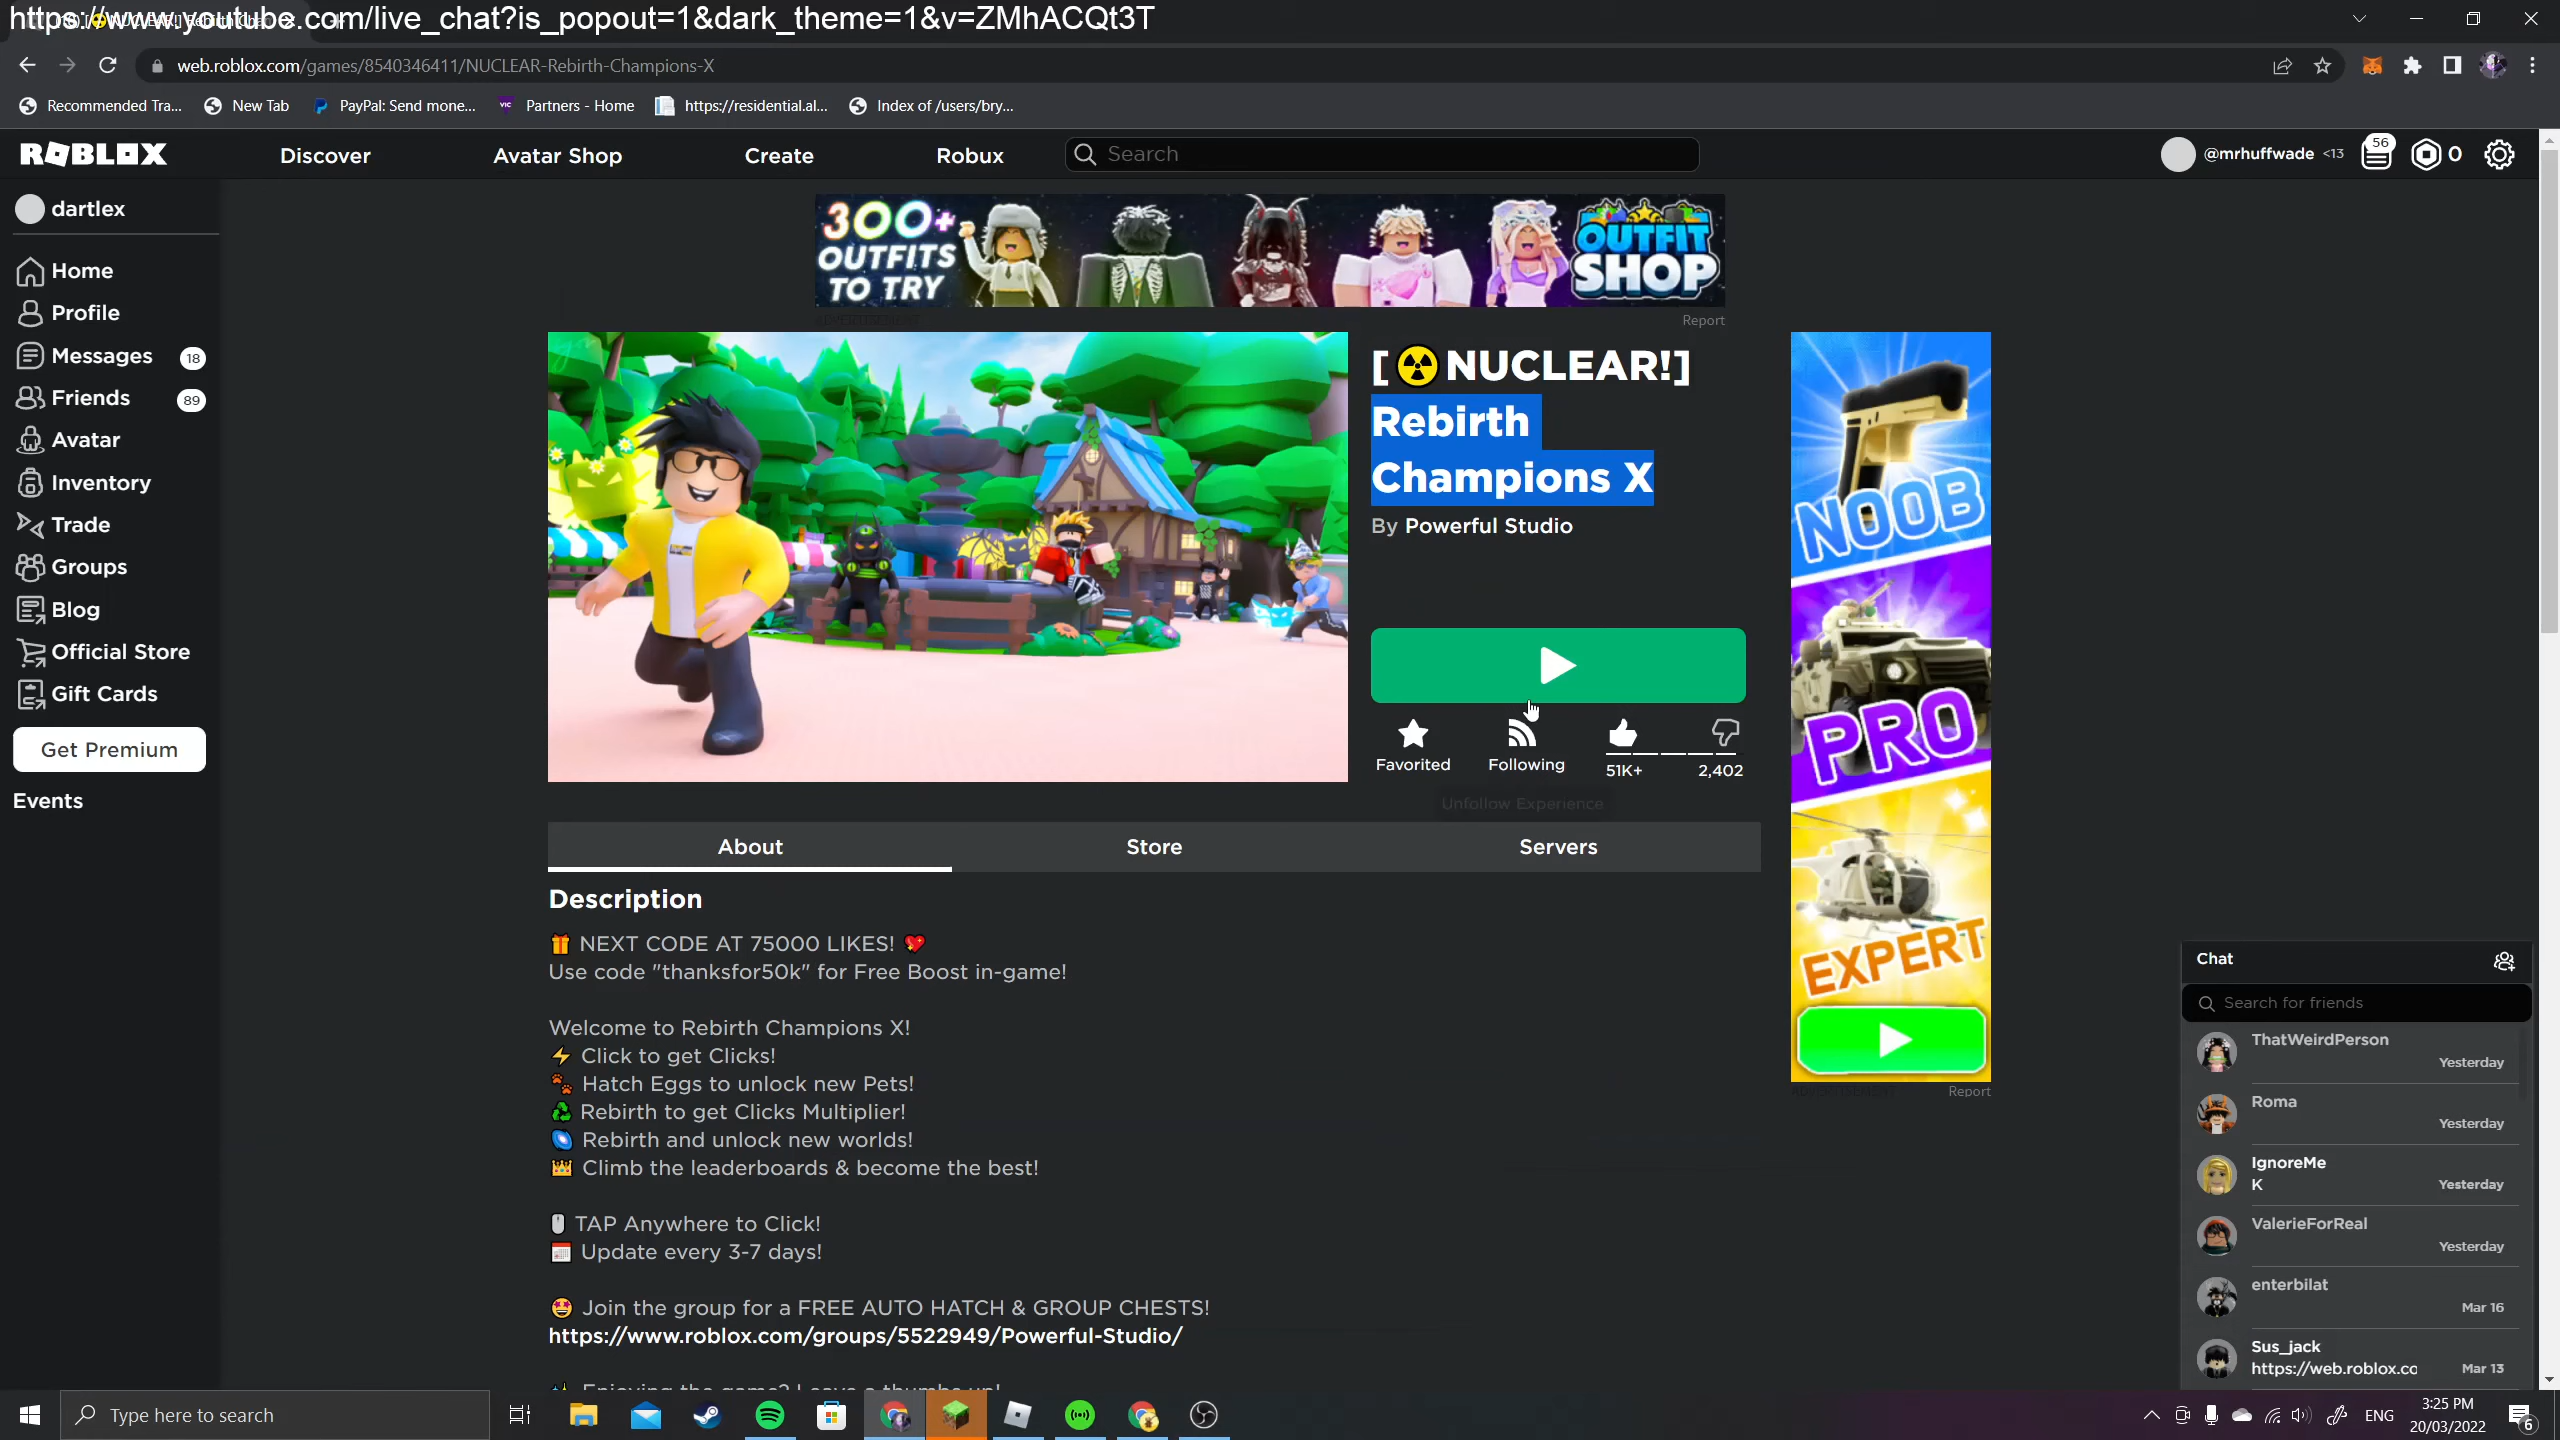 https://www.youtube.com/live_chat?is_popout=1&dark_theme=1&v=ZMhACQt3T
web.roblox.com/games/8540346411/NUCLEAR-Rebirth-Champions-X
Recommended Tra...
New Tab
PayPal: Send mone...
VIC
Partners - Home
https://residential.al...
Index of /users/bry...
ROBLOX
Discover
Avatar Shop
Create
Robux
Search
@mrhuffwade <13
56
0
dartlex
Home
Profile
Messages 18
Friends 89
Avatar
Inventory
Trade
Groups
Blog
Official Store
Gift Cards
Get Premium
Events
300+
OUTFITS
TO TRY
OUTFIT
SHOP
ADVERTISEMENT
Report
[☢NUCLEAR!]
Rebirth
Champions X
By Powerful Studio
Favorited
Following
51K+
2,402
Unfollow Experience
NOOB
PRO
EXPERT
ADVERTISEMENT
Report
About
Store
Servers
Description
🎁 NEXT CODE AT 75000 LIKES! 💖
Use code "thanksfor50k" for Free Boost in-game!
Welcome to Rebirth Champions X!
⚡ Click to get Clicks!
🐾 Hatch Eggs to unlock new Pets!
♻ Rebirth to get Clicks Multiplier!
🌀 Rebirth and unlock new worlds!
👑 Climb the leaderboards & become the best!
🖱 TAP Anywhere to Click!
📅 Update every 3-7 days!
🤩 Join the group for a FREE AUTO HATCH & GROUP CHESTS!
https://www.roblox.com/groups/5522949/Powerful-Studio/
Enjoying the game? Leave a thumbs up!
Chat
Search for friends
ThatWeirdPerson
Yesterday
Roma
Yesterday
IgnoreMe
K
Yesterday
ValerieForReal
Yesterday
enterbilat
Mar 16
Sus_jack
https://web.roblox.co
Mar 13
Type here to search
ENG
3:25 PM
20/03/2022
6